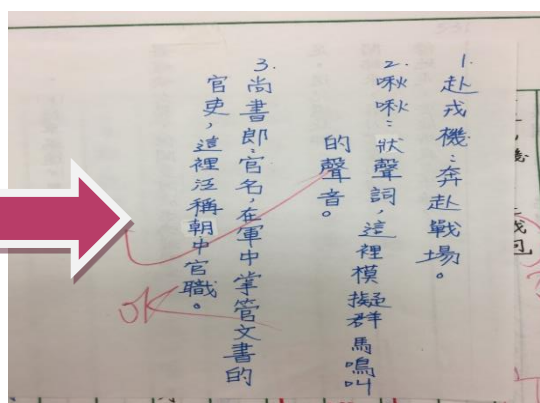 1.赴戎機:奔赴戰場。
2.啾啾:狀聲詞,這裡模擬群馬鳴叫
的聲音。
3.尚書郎:官名,在軍中掌管文書的
官吏,這裡泛稱朝中官職。
OK